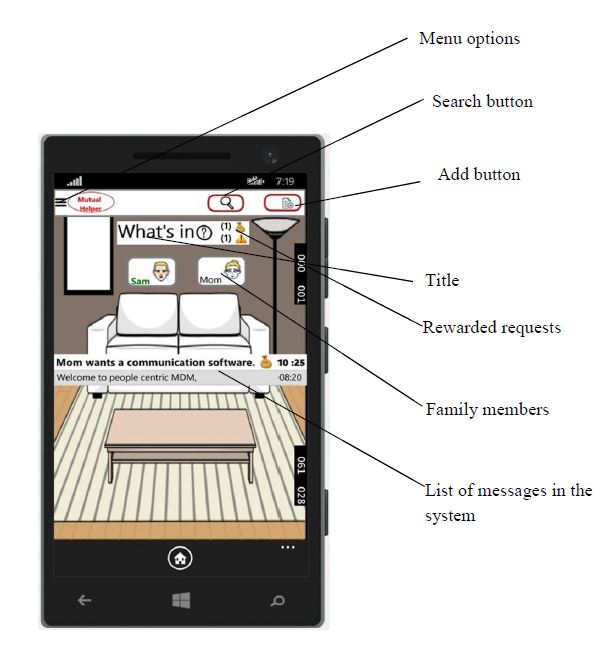 Menu options
Search button
Add button
7:19
Mutual
Helper
What's in ?
(1)
(1)
000 001
Sam
Mom
Title
Rewarded requests
Mom wants a communication software. 10 :25
Welcome to people centric MDM, 08:20
Family members
061 028
List of messages in the
system